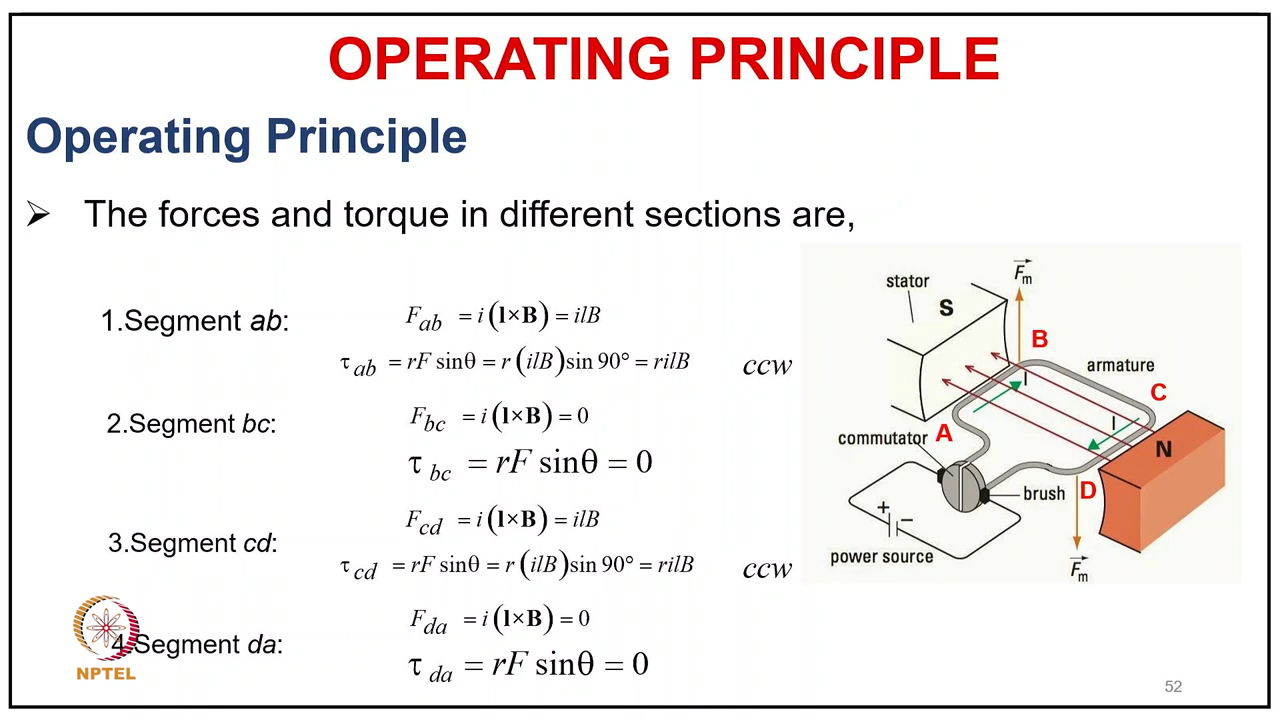 OPERATING PRINCIPLE
Operating Principle
➢ The forces and torque in different sections are,
1.Segment ab:
F_ab = i(l×B) = ilB
τ_ab = rF sinθ = r(ilB)sin 90° = rilB ccw
2.Segment bc:
F_bc = i(l×B) = 0
τ_bc = rF sinθ = 0
3.Segment cd:
F_cd = i(l×B) = ilB
τ_cd = rF sinθ = r(ilB)sin 90° = rilB ccw
4.Segment da:
F_da = i(l×B) = 0
τ_da = rF sinθ = 0
stator
S
F_m
B
armature
C
I
I
A
commutator
N
brush
D
+
−
power source
F_m
NPTEL
52